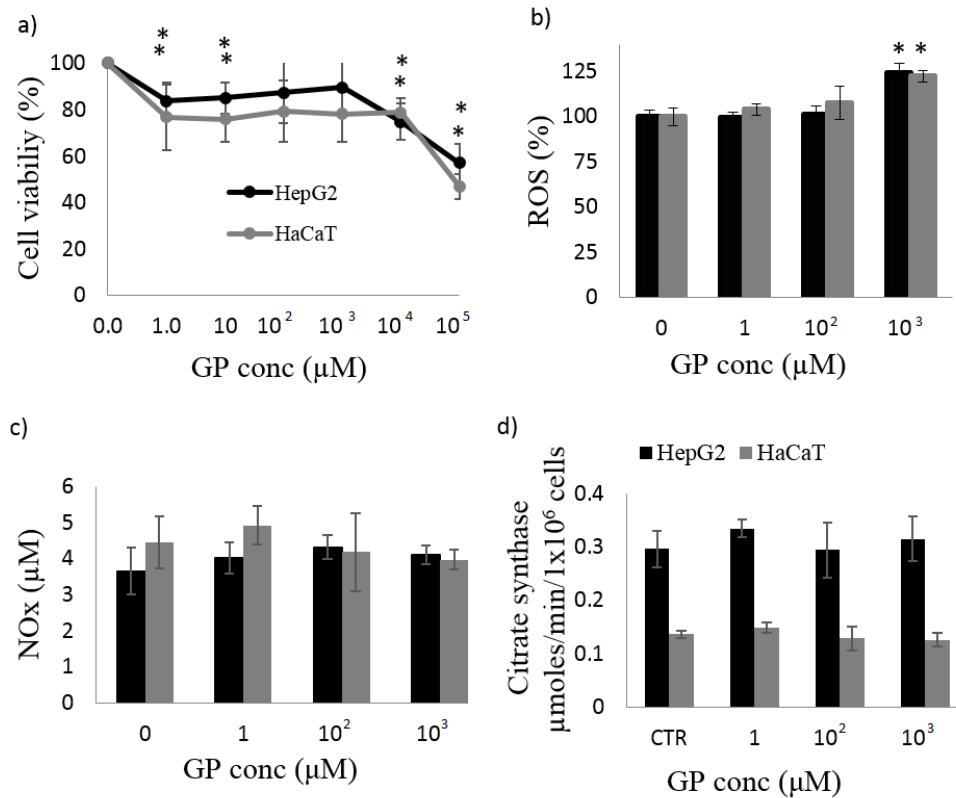 a)
* * * *
* * * *
100
80
60
40
20
0
Cell viabiliy (%)
HepG2
HaCaT
0.0 1.0 10 10² 10³ 10⁴ 10⁵
GP conc (µM)
b)
* *
125
100
75
50
25
0
ROS (%)
0 1 10² 10³
GP conc (µM)
c)
6
5
4
3
2
1
0
NOx (µM)
0 1 10² 10³
GP conc (µM)
d)
HepG2 HaCaT
0.4
0.3
0.2
0.1
0
Citrate synthase
µmoles/min/1x10⁶ cells
CTR 1 10² 10³
GP conc (µM)